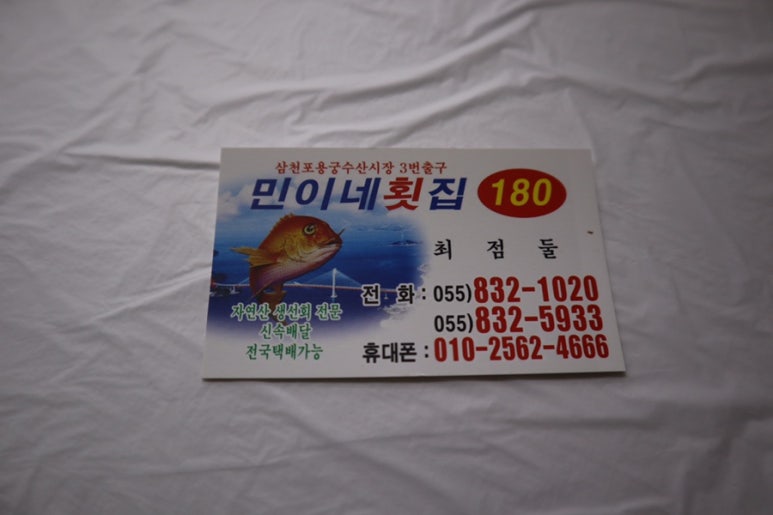 삼천포용궁수산시장 3번출구
민이네횟집 180
최 점 둘
전 화 : 055) 832-1020
055) 832-5933
휴대폰 : 010-2562-4666
자연산 생선회 전문
신속배달
전국택배가능